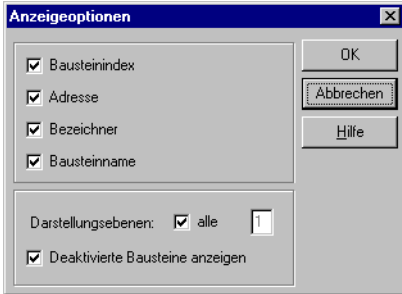 Anzeigeoptionen
Bausteinindex
Adresse
Bezeichner
Bausteinname
OK
Abbrechen
Hilfe
Darstellungsebenen: alle 1
Deaktivierte Bausteine anzeigen